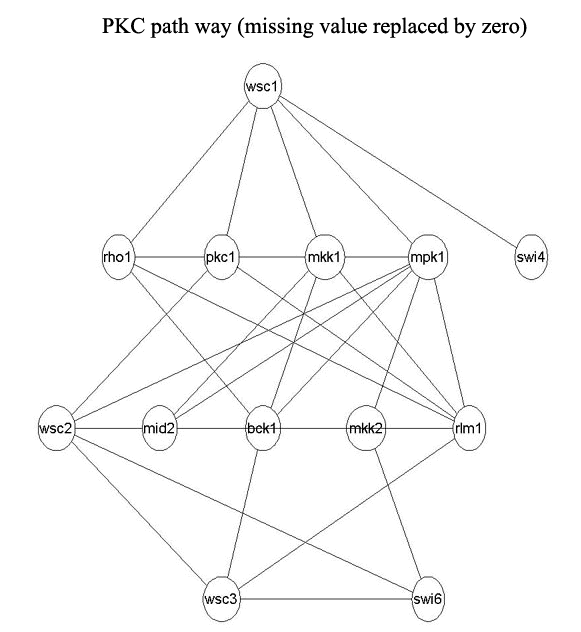 PKC path way (missing value replaced by zero)
wsc1
rho1 pkc1 mkk1 mpk1 swi4
wsc2 mid2 bck1 mkk2 rlm1
wsc3 swi6